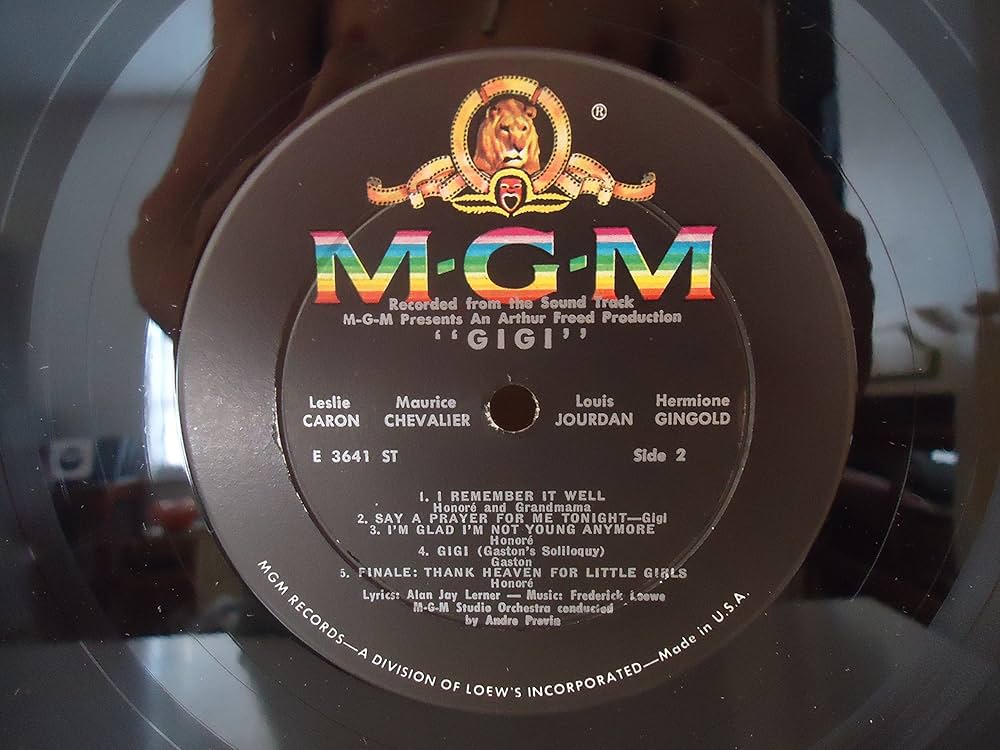 ®
M·G·M
Recorded from the Sound Track
M-G-M Presents An Arthur Freed Production
“GIGI”
Leslie CARON Maurice CHEVALIER Louis JOURDAN Hermione GINGOLD
E 3641 ST Side 2
1. I REMEMBER IT WELL
Honoré and Grandmama
2. SAY A PRAYER FOR ME TONIGHT—Gigi
3. I'M GLAD I'M NOT YOUNG ANYMORE
Honoré
4. GIGI (Gaston's Soliloquy)
Gaston
5. FINALE: THANK HEAVEN FOR LITTLE GIRLS
Honoré
Lyrics: Alan Jay Lerner — Music: Frederick Loewe
M-G-M Studio Orchestra conducted
by Andre Previn
MGM RECORDS—A DIVISION OF LOEW'S INCORPORATED—Made in U.S.A.